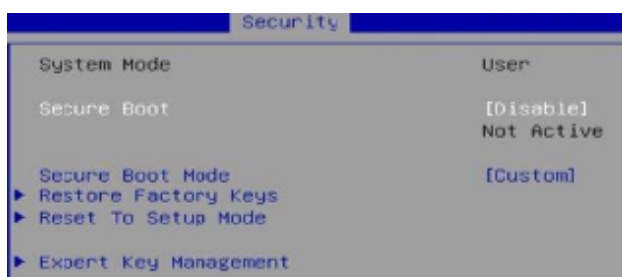 Security
System Mode User
Secure Boot [Disable]
Not Active
Secure Boot Mode [Custom]
Restore Factory Keys
Reset To Setup Mode
Expert Key Management